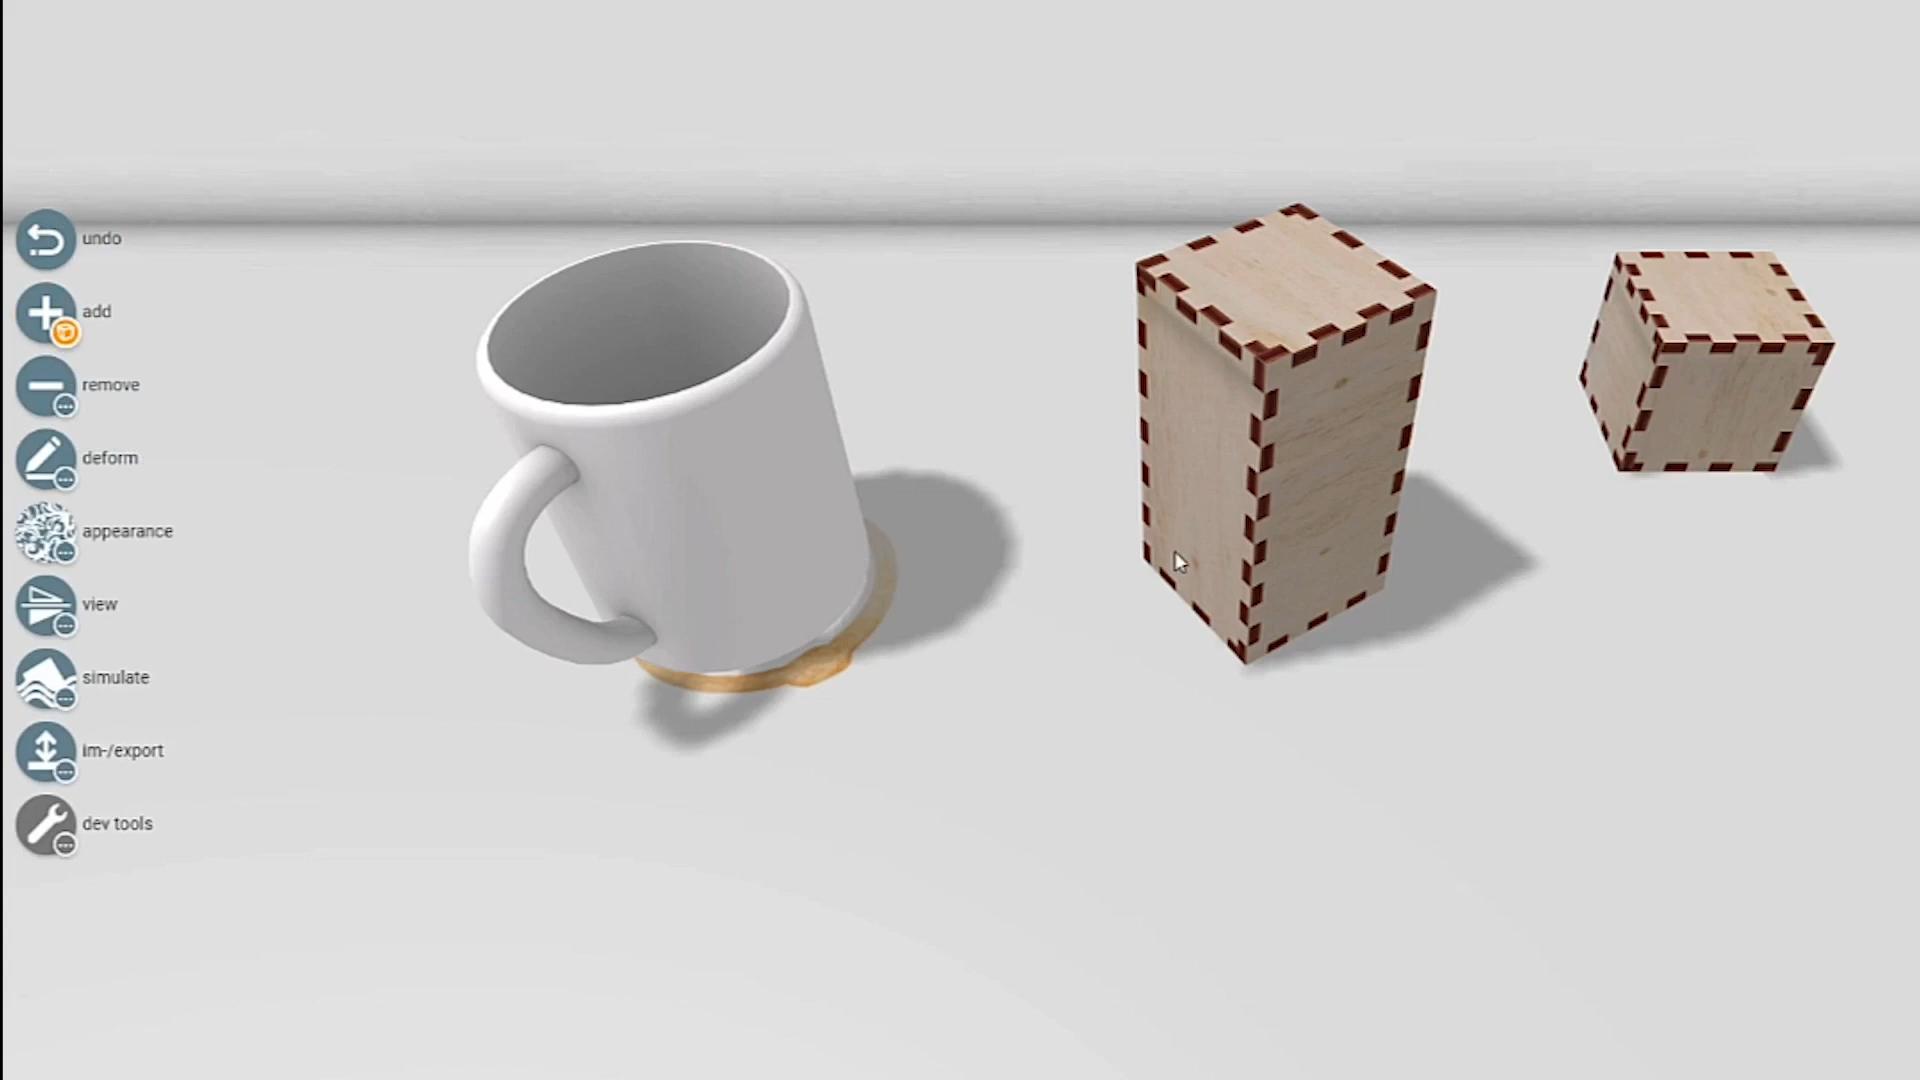 undo
add
remove
deform
appearance
view
simulate
im-/export
dev tools